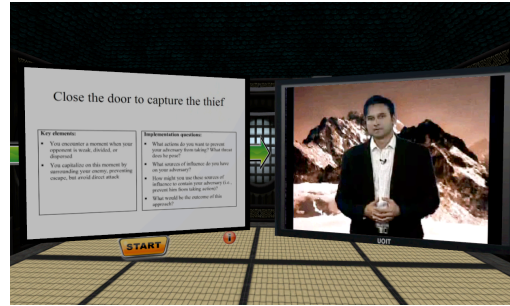 Close the door to capture the thief
Key elements:
• You encounter a moment when your
opponent is weak, divided, or
dispersed
• You capitalize on this moment by
surrounding your enemy, preventing
escape, but avoid direct attack
Implementation questions:
• What actions do you want to prevent
your adversary from taking? What threat
does he pose?
• What sources of influence do you have
on your adversary?
• How might you use these sources of
influence to contain your adversary (i.e.,
prevent him from taking action)?
• What would be the outcome of this
approach?
START
UOIT